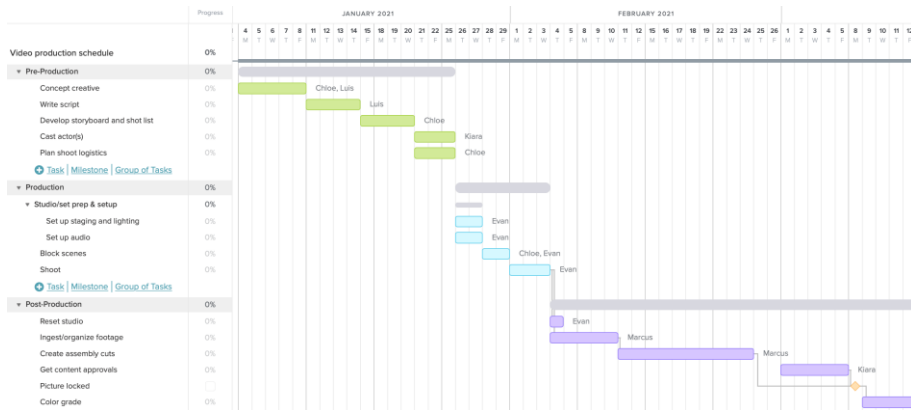 Progress
JANUARY 2021
FEBRUARY 2021
4 5 6 7 8 11 12 13 14 15 18 19 20 21 22 25 26 27 28 29 1 2 3 4 5 8 9 10 11 12 15 16 17 18 19 22 23 24 25 26 1 2 3 4 5 8 9 10 11 12
F M T W T F M T W T F M T W T F M T W T F M T W T F M T W T F M T W T F M T W T F M T W T F M T W T F
Video production schedule 0%
Pre-Production 0%
Concept creative 0% Chloe, Luis
Write script 0% Luis
Develop storyboard and shot list 0% Chloe
Cast actor(s) 0% Kiara
Plan shoot logistics 0% Chloe
Task | Milestone | Group of Tasks
Production 0%
Studio/set prep & setup 0%
Set up staging and lighting 0% Evan
Set up audio 0% Evan
Block scenes 0% Chloe, Evan
Shoot 0% Evan
Task | Milestone | Group of Tasks
Post-Production 0%
Reset studio 0% Evan
Ingest/organize footage 0% Marcus
Create assembly cuts 0% Marcus
Get content approvals 0% Kiara
Picture locked
Color grade 0%